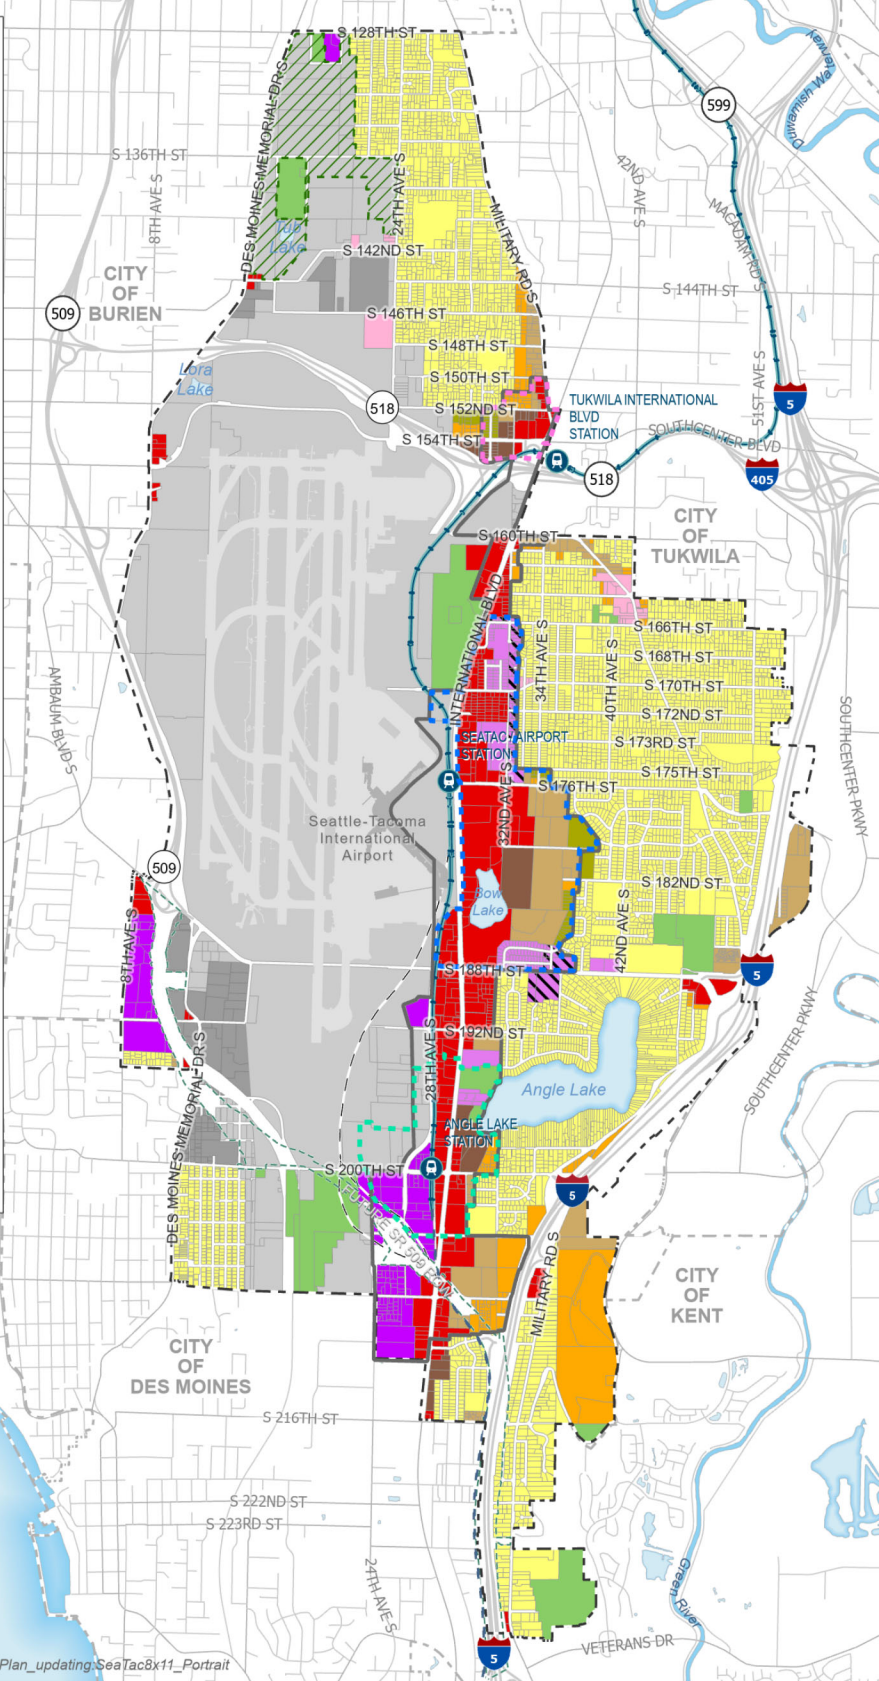 S 128TH ST
DES MOINES MEMORIAL DR S
599
Duwamish Waterway
S 136TH ST
8TH AVE S
24TH AVE S
42ND AVE S
MACADAM RD S
MILITARY RD S
Tub
Lake
S 142ND ST
CITY
OF
BURIEN
509
S 144TH ST
S 146TH ST
S 148TH ST
51ST AVE S
Lora
Lake
S 150TH ST
518
S 152ND ST
TUKWILA INTERNATIONAL
BLVD
STATION
5
S 154TH ST
SOUTHCENTER BLVD
518
405
CITY
OF
TUKWILA
S 160TH ST
INTERNATIONAL BLVD
34TH AVE S
40TH AVE S
S 166TH ST
S 168TH ST
S 170TH ST
S 172ND ST
S 173RD ST
AMBAUM BLVD S
SOUTHCENTER PKWY
SEATAC/AIRPORT
STATION
S 175TH ST
S 176TH ST
32ND AVE S
Seattle-Tacoma
International
Airport
509
S 182ND ST
Bow
Lake
42ND AVE S
8TH AVE S
S 188TH ST
5
SOUTHCENTER PKWY
28TH AVE S
S 192ND ST
DES MOINES MEMORIAL DR S
Angle Lake
ANGLE LAKE
STATION
S 200TH ST
5
FUTURE SR 509 ROW
MILITARY RD S
CITY
OF
KENT
CITY
OF
DES MOINES
S 216TH ST
S 222ND ST
S 223RD ST
24TH AVE S
Green River
VETERANS DR
5
Plan_updating:SeaTac8x11_Portrait